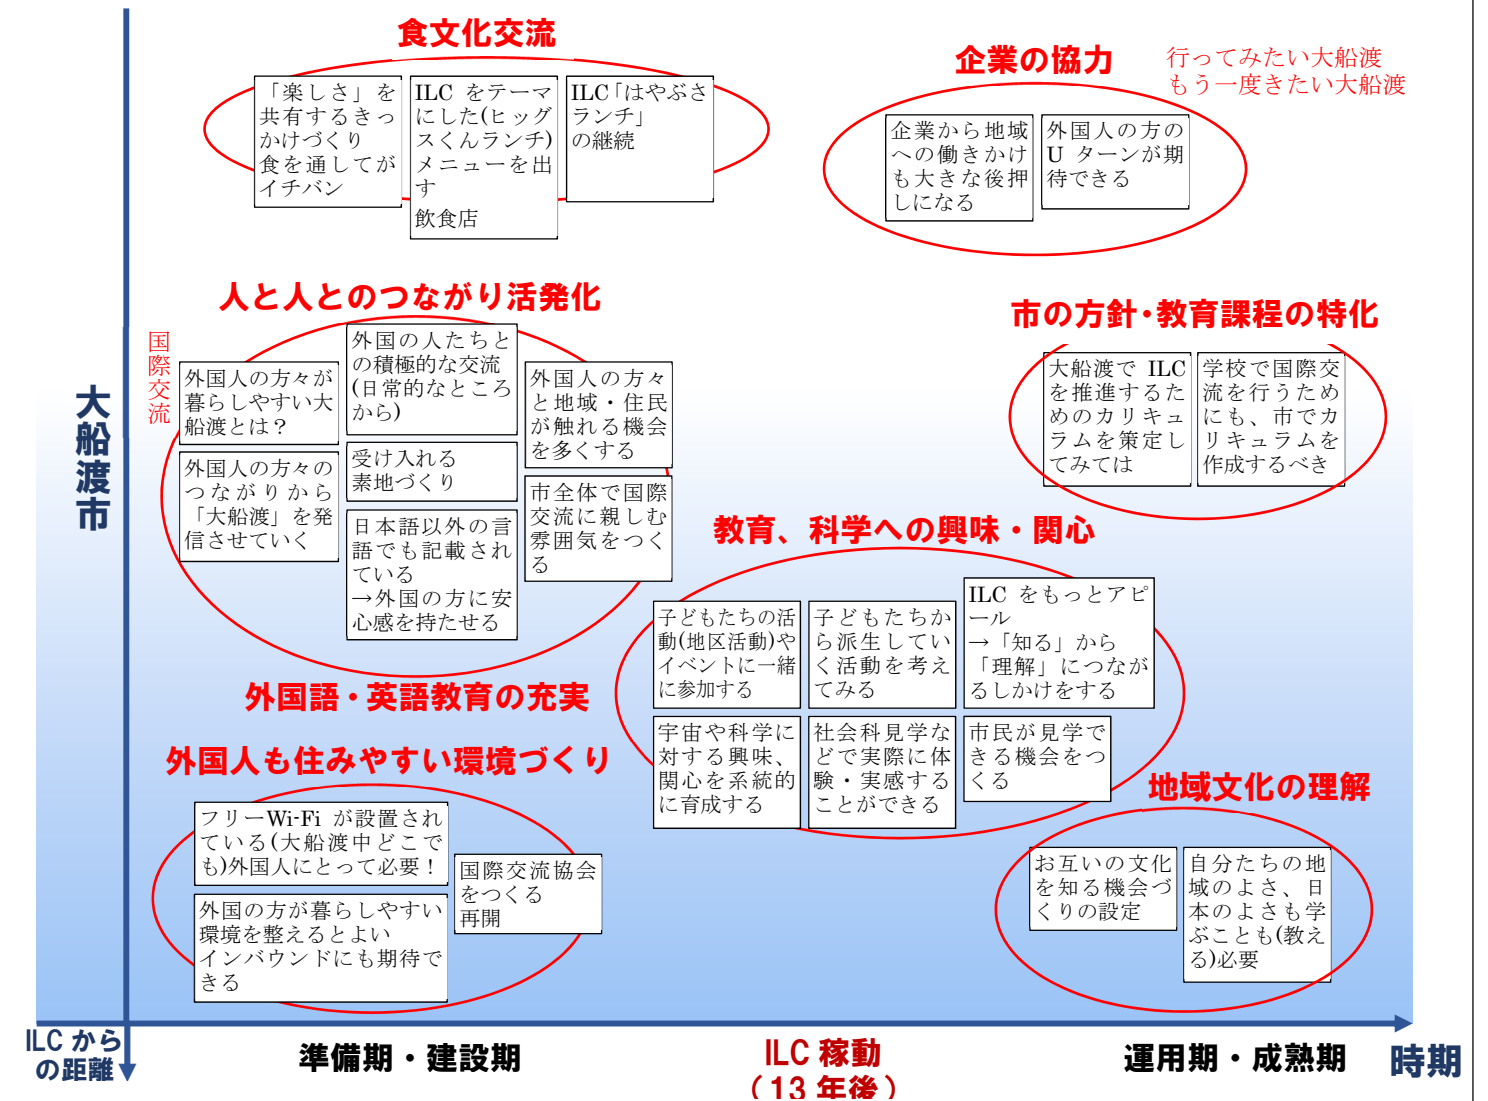 食文化交流
「楽しさ」を
共有するきっ
かけづくり
食を通してが
イチバン
ILC をテーマ
にした(ヒッグ
スくんランチ)
メニューを出
す
飲食店
ILC「はやぶさ
ランチ」
の継続
企業の協力
行ってみたい大船渡
もう一度きたい大船渡
企業から地域
への働きかけ
も大きな後押
しになる
外国人の方の
U ターンが期
待できる
人と人とのつながり活発化
国際交流
外国人の方々が
暮らしやすい大
船渡とは？
外国人の方々の
つながりから
「大船渡」を発
信させていく
外国の人たちと
の積極的な交流
(日常的なところ
から)
受け入れる
素地づくり
日本語以外の言
語でも記載され
ている
→外国の方に安
心感を持たせる
外国人の方々
と地域・住民
が触れる機会
を多くする
市全体で国際
交流に親しむ
雰囲気をつく
る
市の方針・教育課程の特化
大船渡で ILC
を推進するた
めのカリキュ
ラムを策定し
てみては
学校で国際交
流を行うため
にも、市でカ
リキュラムを
作成するべき
大船渡市
教育、科学への興味・関心
子どもたちの活
動(地区活動)や
イベントに一緒
に参加する
子どもたちか
ら派生してい
く活動を考え
てみる
ILC をもっとアピ
ール
→「知る」から
「理解」につなが
るしかけをする
宇宙や科学に
対する興味、
関心を系統的
に育成する
社会科見学な
どで実際に体
験・実感する
ことができる
市民が見学で
きる機会をつ
くる
外国語・英語教育の充実
外国人も住みやすい環境づくり
フリーWi-Fi が設置され
ている(大船渡中どこで
も)外国人にとって必要！
外国の方が暮らしやすい
環境を整えるとよい
インバウンドにも期待で
きる
国際交流協会
をつくる
再開
地域文化の理解
お互いの文化
を知る機会づ
くりの設定
自分たちの地
域のよさ、日
本のよさも学
ぶことも(教え
る)必要
ILC から
の距離
準備期・建設期
ILC 稼動
（13 年後）
運用期・成熟期
時期